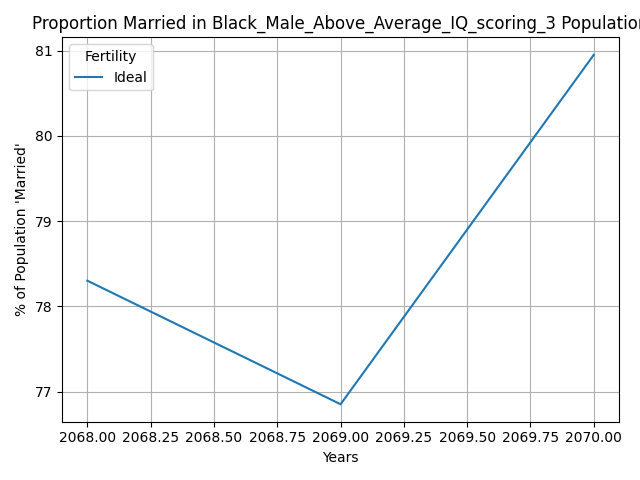 Proportion Married in Black_Male_Above_Average_IQ_scoring_3 Population
Fertility
Ideal
% of Population 'Married'
81
80
79
78
77
2068.00 2068.25 2068.50 2068.75 2069.00 2069.25 2069.50 2069.75 2070.00
Years